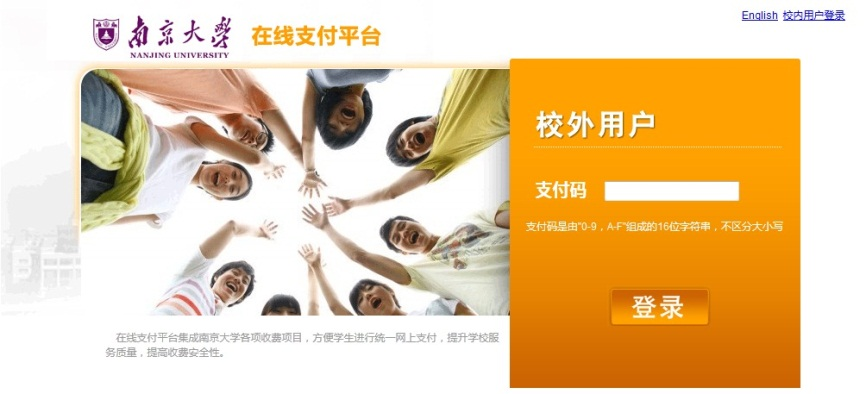 English 校内用户登录
南京大學 在线支付平台
NANJING UNIVERSITY
校外用户
支付码
支付码是由"0-9，A-F"组成的16位字符串，不区分大小写
登录
在线支付平台集成南京大学各项收费项目，方便学生进行统一网上支付，提升学校服
务质量，提高收费安全性。